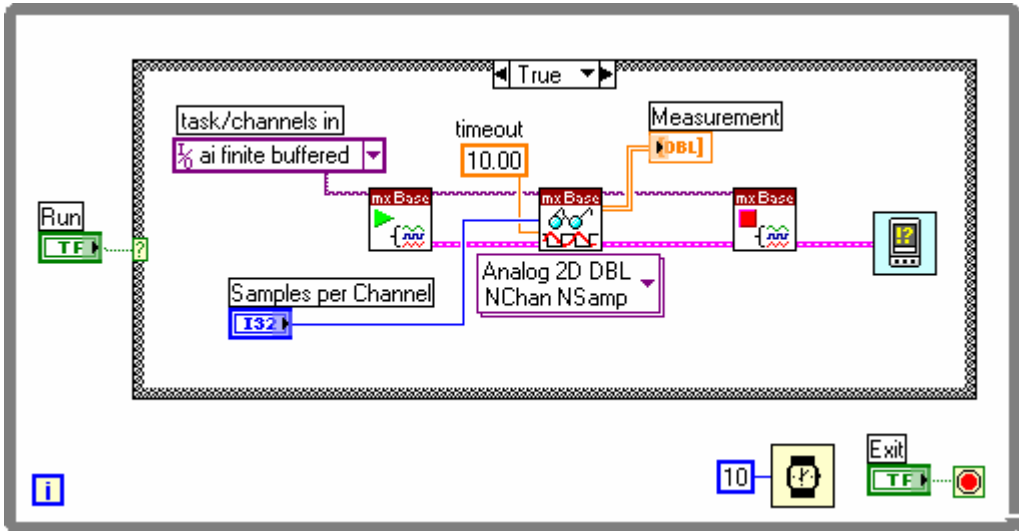 True
task/channels in
I/O ai finite buffered
timeout
10.00
Measurement
DBL]
mx Base
mx Base
mx Base
Run
TF
?
!?
Analog 2D DBL
NChan NSamp
Samples per Channel
I32
i
10
Exit
TF